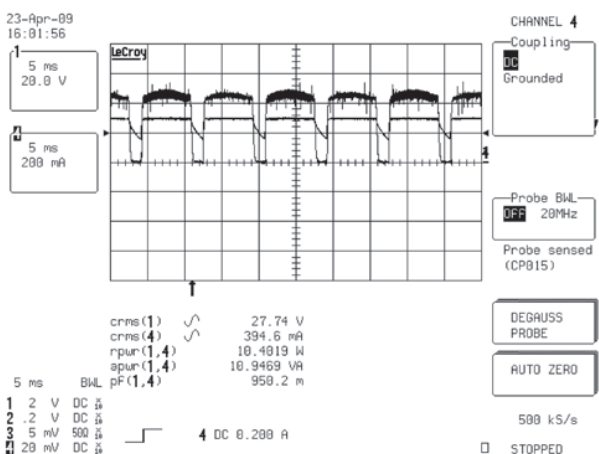 23-Apr-09
16:01:56
1
5 ms
20.0 V
4
5 ms
200 mA
LeCroy
4
CHANNEL 4
Coupling
DC
Grounded
Probe BWL
OFF 20MHz
Probe sensed
(CP015)
DEGAUSS
PROBE
AUTO ZERO
crms(1) 27.74 V
crms(4) 394.6 mA
rpwr(1,4) 10.4019 W
apwr(1,4) 10.9469 VA
pf(1,4) 950.2 m
5 ms BWL
1 2 V DC
2 .2 V DC
3 5 mV 50Ω
4 20 mV DC
4 DC 0.200 A
500 kS/s
STOPPED